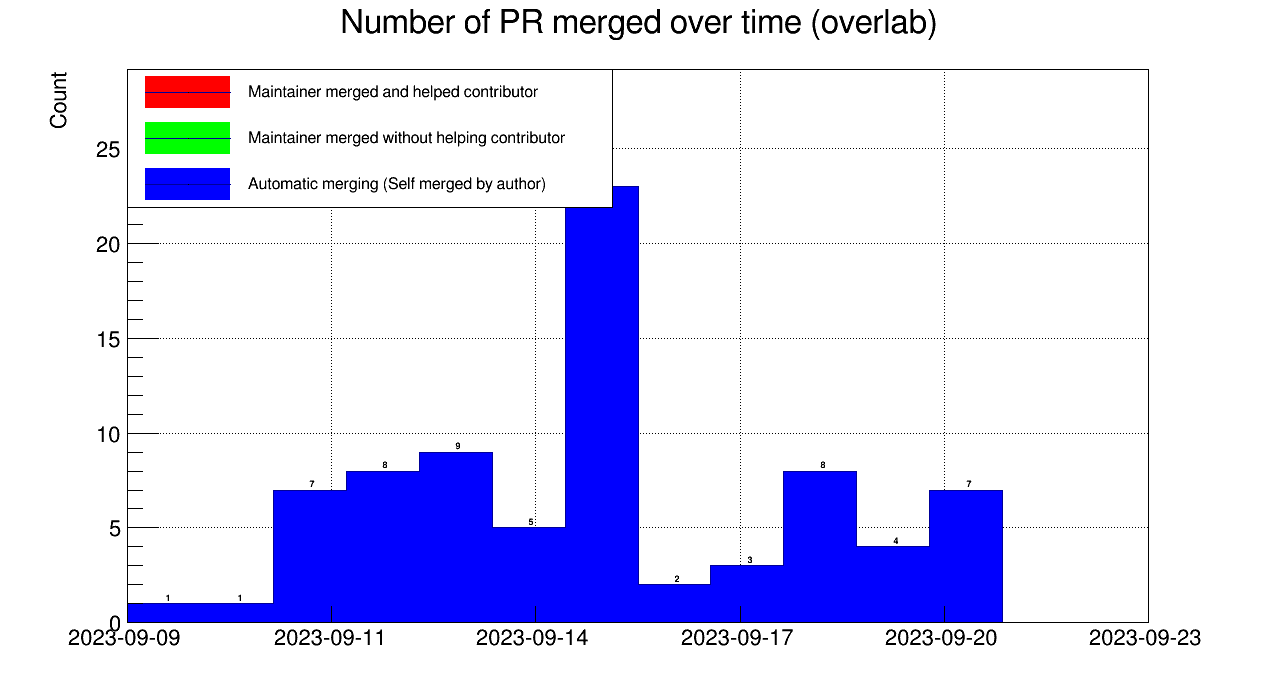 Number of PR merged over time (overlab)
Count
Maintainer merged and helped contributor
Maintainer merged without helping contributor
Automatic merging (Self merged by author)
25
20
15
10
5
0
1 1 7 8 9 5 2 3 8 4 7
2023-09-09 2023-09-11 2023-09-14 2023-09-17 2023-09-20 2023-09-23